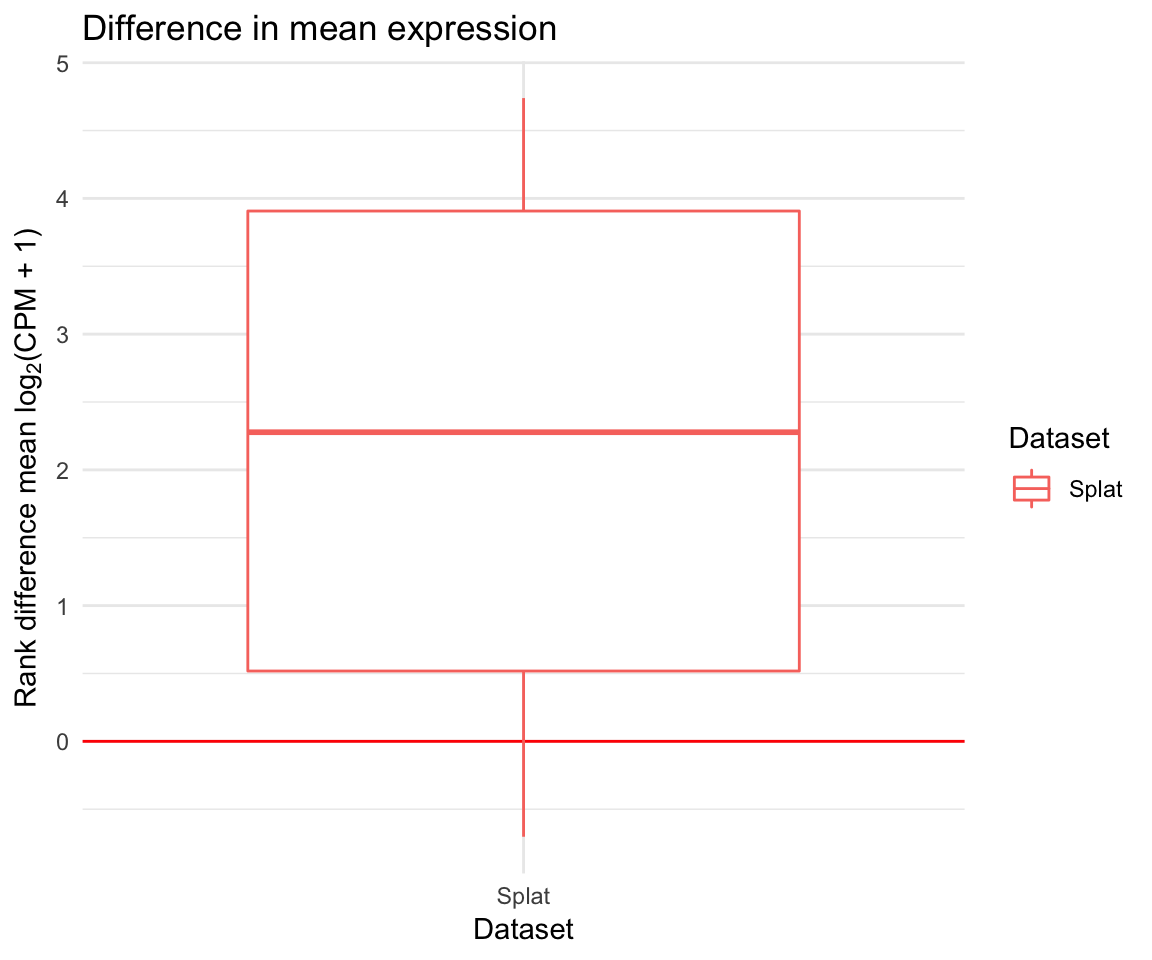 Difference in mean expression
Rank difference mean log₂(CPM + 1)
5
4
3
2
1
0
Splat
Dataset
Dataset
Splat